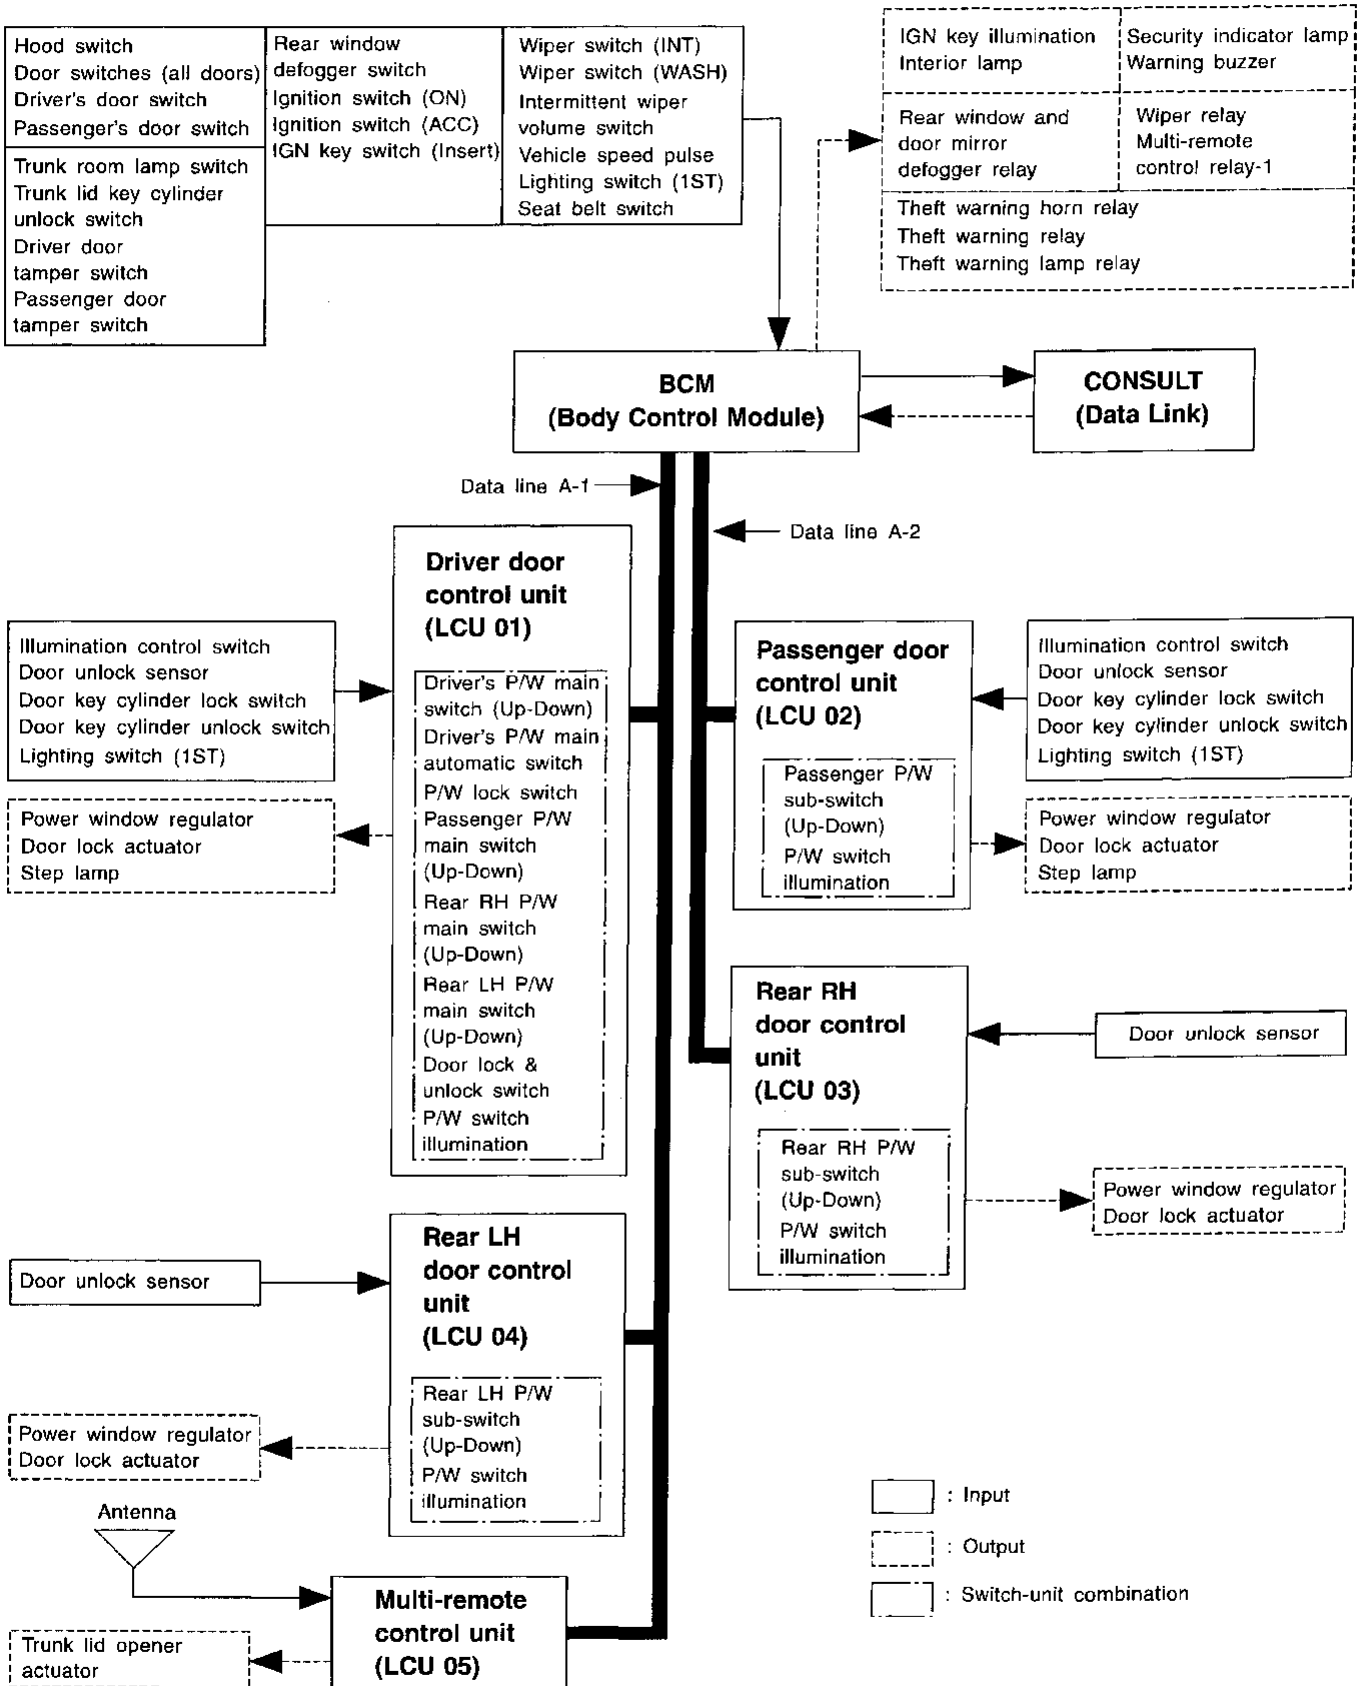 Hood switch
Door switches (all doors)
Driver's door switch
Passenger's door switch
Trunk room lamp switch
Trunk lid key cylinder
unlock switch
Driver door
tamper switch
Passenger door
tamper switch
Rear window
defogger switch
Ignition switch (ON)
Ignition switch (ACC)
IGN key switch (Insert)
Wiper switch (INT)
Wiper switch (WASH)
Intermittent wiper
volume switch
Vehicle speed pulse
Lighting switch (1ST)
Seat belt switch
IGN key illumination
Interior lamp
Security indicator lamp
Warning buzzer
Rear window and
door mirror
defogger relay
Wiper relay
Multi-remote
control relay-1
Theft warning horn relay
Theft warning relay
Theft warning lamp relay
BCM
(Body Control Module)
CONSULT
(Data Link)
Data line A-1
Data line A-2
Driver door
control unit
(LCU 01)
Driver's P/W main
switch (Up-Down)
Driver's P/W main
automatic switch
P/W lock switch
Passenger P/W
main switch
(Up-Down)
Rear RH P/W
main switch
(Up-Down)
Rear LH P/W
main switch
(Up-Down)
Door lock &
unlock switch
P/W switch
illumination
Illumination control switch
Door unlock sensor
Door key cylinder lock switch
Door key cylinder unlock switch
Lighting switch (1ST)
Power window regulator
Door lock actuator
Step lamp
Passenger door
control unit
(LCU 02)
Passenger P/W
sub-switch
(Up-Down)
P/W switch
illumination
Illumination control switch
Door unlock sensor
Door key cylinder lock switch
Door key cylinder unlock switch
Lighting switch (1ST)
Power window regulator
Door lock actuator
Step lamp
Rear RH
door control
unit
(LCU 03)
Rear RH P/W
sub-switch
(Up-Down)
P/W switch
illumination
Door unlock sensor
Power window regulator
Door lock actuator
Rear LH
door control
unit
(LCU 04)
Rear LH P/W
sub-switch
(Up-Down)
P/W switch
illumination
Door unlock sensor
Power window regulator
Door lock actuator
Antenna
Multi-remote
control unit
(LCU 05)
Trunk lid opener
actuator
: Input
: Output
: Switch-unit combination